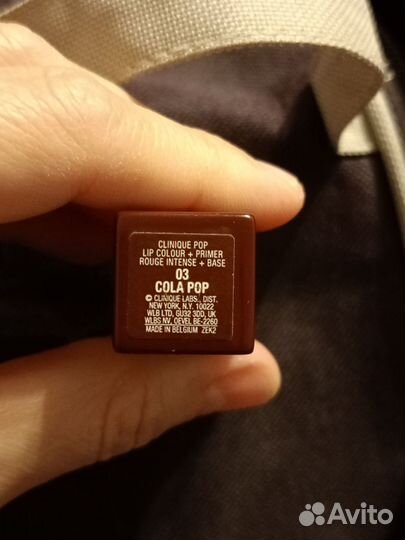 CLINIQUE POP
LIP COLOUR + PRIMER
ROUGE INTENSE + BASE
03
COLA POP
© CLINIQUE LABS., DIST.
NEW YORK, N.Y. 10022
WLB LTD, GU32 3DD, UK
WLBS NV, OEVEL BE-2260
MADE IN BELGIUM ZEK2
Avito